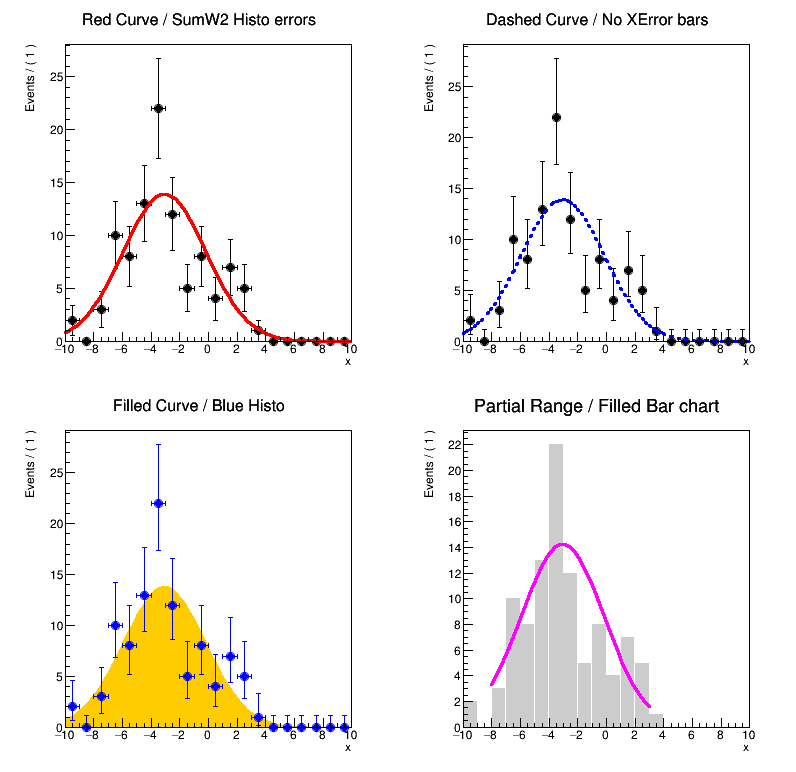 Red Curve / SumW2 Histo errors
Events / ( 1 )
25
20
15
10
5
0
−10 −8 −6 −4 −2 0 2 4 6 8 10
x
Dashed Curve / No XError bars
Events / ( 1 )
25
20
15
10
5
0
−10 −8 −6 −4 −2 0 2 4 6 8 10
x
Filled Curve / Blue Histo
Events / ( 1 )
25
20
15
10
5
0
−10 −8 −6 −4 −2 0 2 4 6 8 10
x
Partial Range / Filled Bar chart
Events / ( 1 )
22
20
18
16
14
12
10
8
6
4
2
0
−10 −8 −6 −4 −2 0 2 4 6 8 10
x